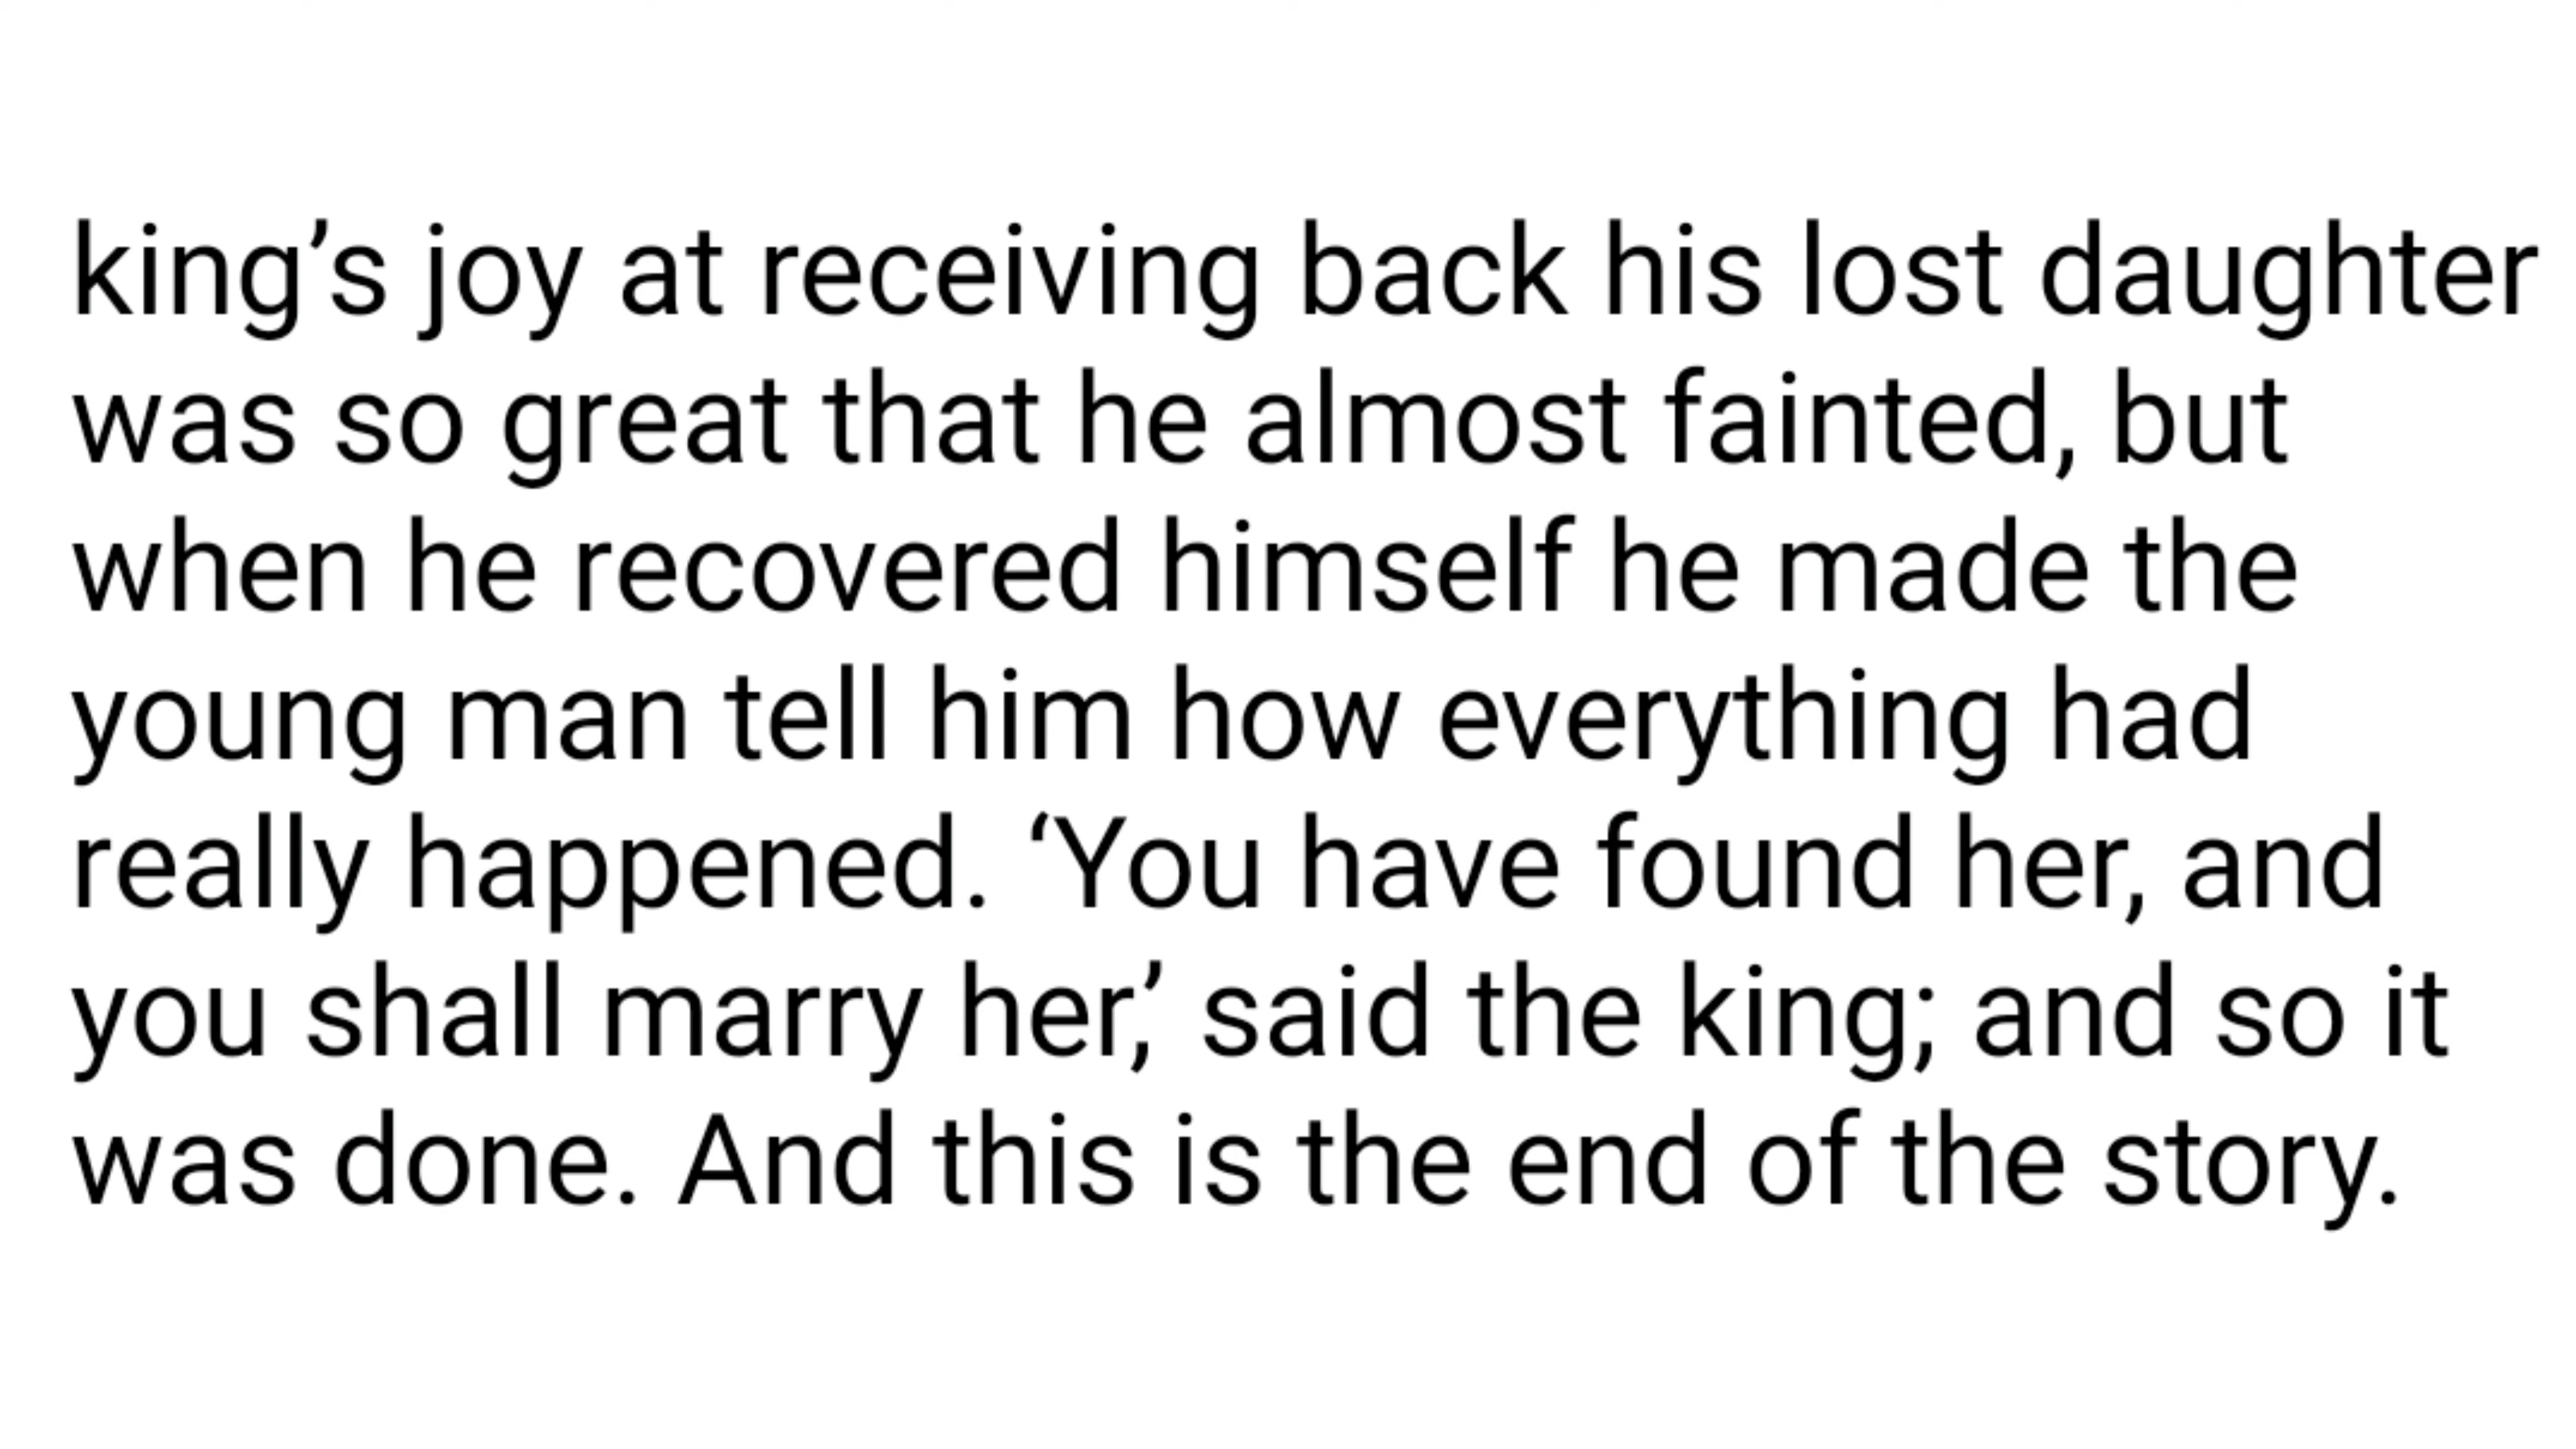 king’s joy at receiving back his lost daughter
was so great that he almost fainted, but
when he recovered himself he made the
young man tell him how everything had
really happened. ‘You have found her, and
you shall marry her,’ said the king; and so it
was done. And this is the end of the story.